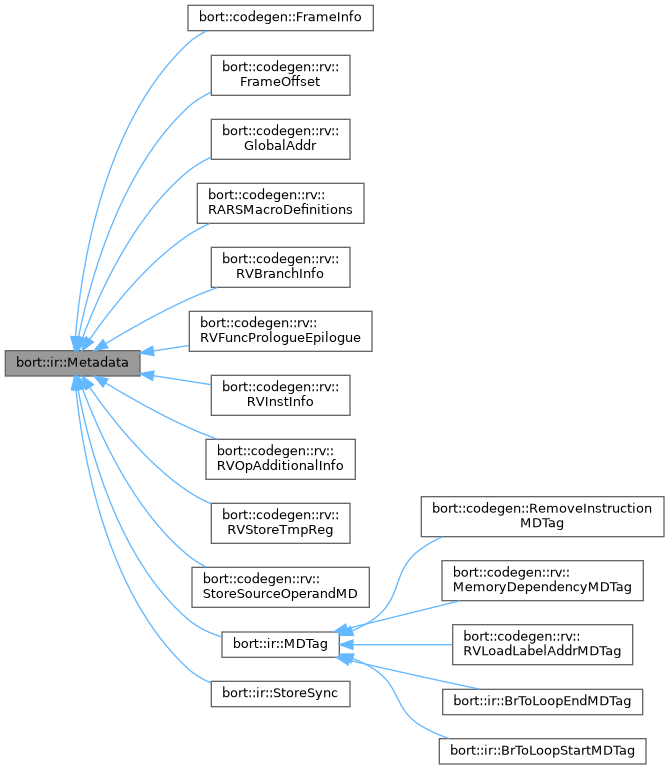 bort::codegen::FrameInfo
bort::codegen::rv::
FrameOffset
bort::codegen::rv::
GlobalAddr
bort::codegen::rv::
RARSMacroDefinitions
bort::codegen::rv::
RVBranchInfo
bort::codegen::rv::
RVFuncPrologueEpilogue
bort::ir::Metadata
bort::codegen::rv::
RVInstInfo
bort::codegen::rv::
RVOpAdditionalInfo
bort::codegen::rv::
RVStoreTmpReg
bort::codegen::rv::
StoreSourceOperandMD
bort::ir::MDTag
bort::ir::StoreSync
bort::codegen::RemoveInstruction
MDTag
bort::codegen::rv::
MemoryDependencyMDTag
bort::codegen::rv::
RVLoadLabelAddrMDTag
bort::ir::BrToLoopEndMDTag
bort::ir::BrToLoopStartMDTag